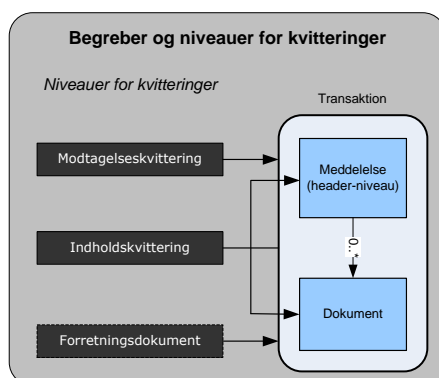 Begreber og niveauer for kvitteringer
Niveauer for kvitteringer
Transaktion
Modtagelseskvittering
Meddelelse
(header-niveau)
Indholdskvittering
0..*
Dokument
Forretningsdokument